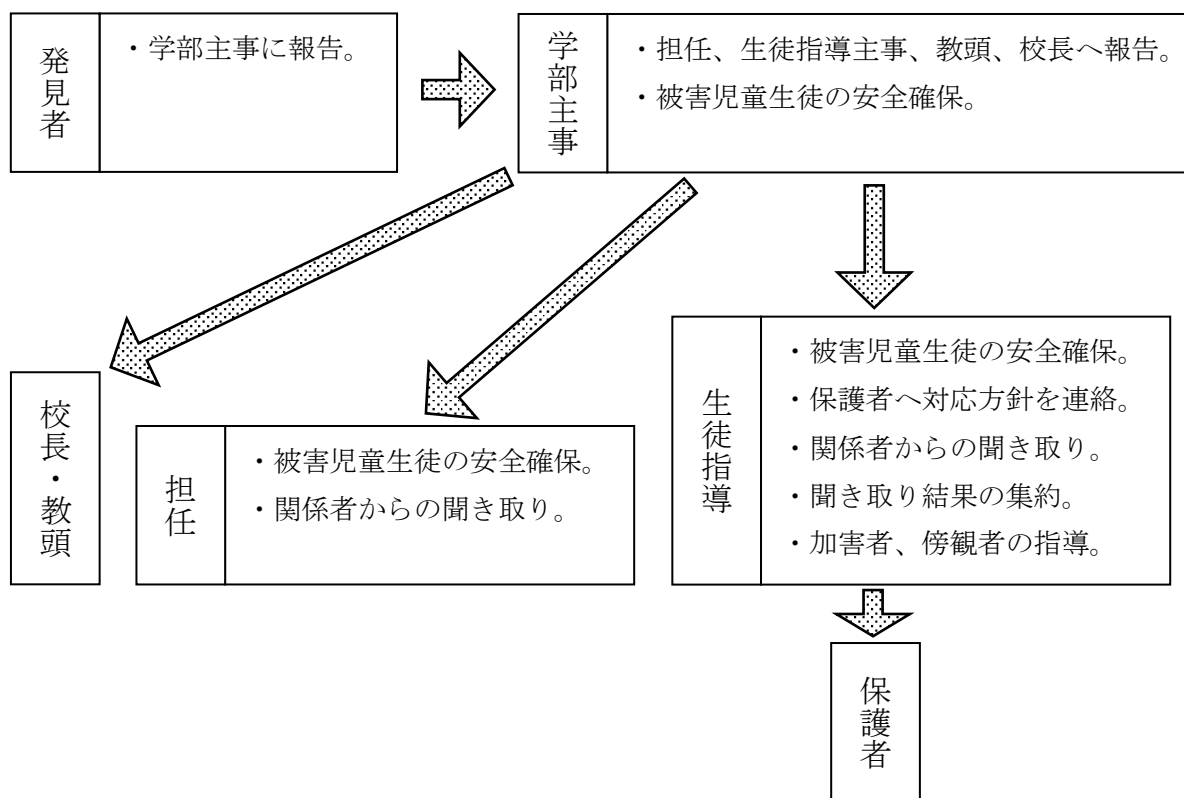 発見者
・学部主事に報告。
学部主事
・担任、生徒指導主事、教頭、校長へ報告。
・被害児童生徒の安全確保。
校長・教頭
担任
・被害児童生徒の安全確保。
・関係者からの聞き取り。
生徒指導
・被害児童生徒の安全確保。
・保護者へ対応方針を連絡。
・関係者からの聞き取り。
・聞き取り結果の集約。
・加害者、傍観者の指導。
保護者